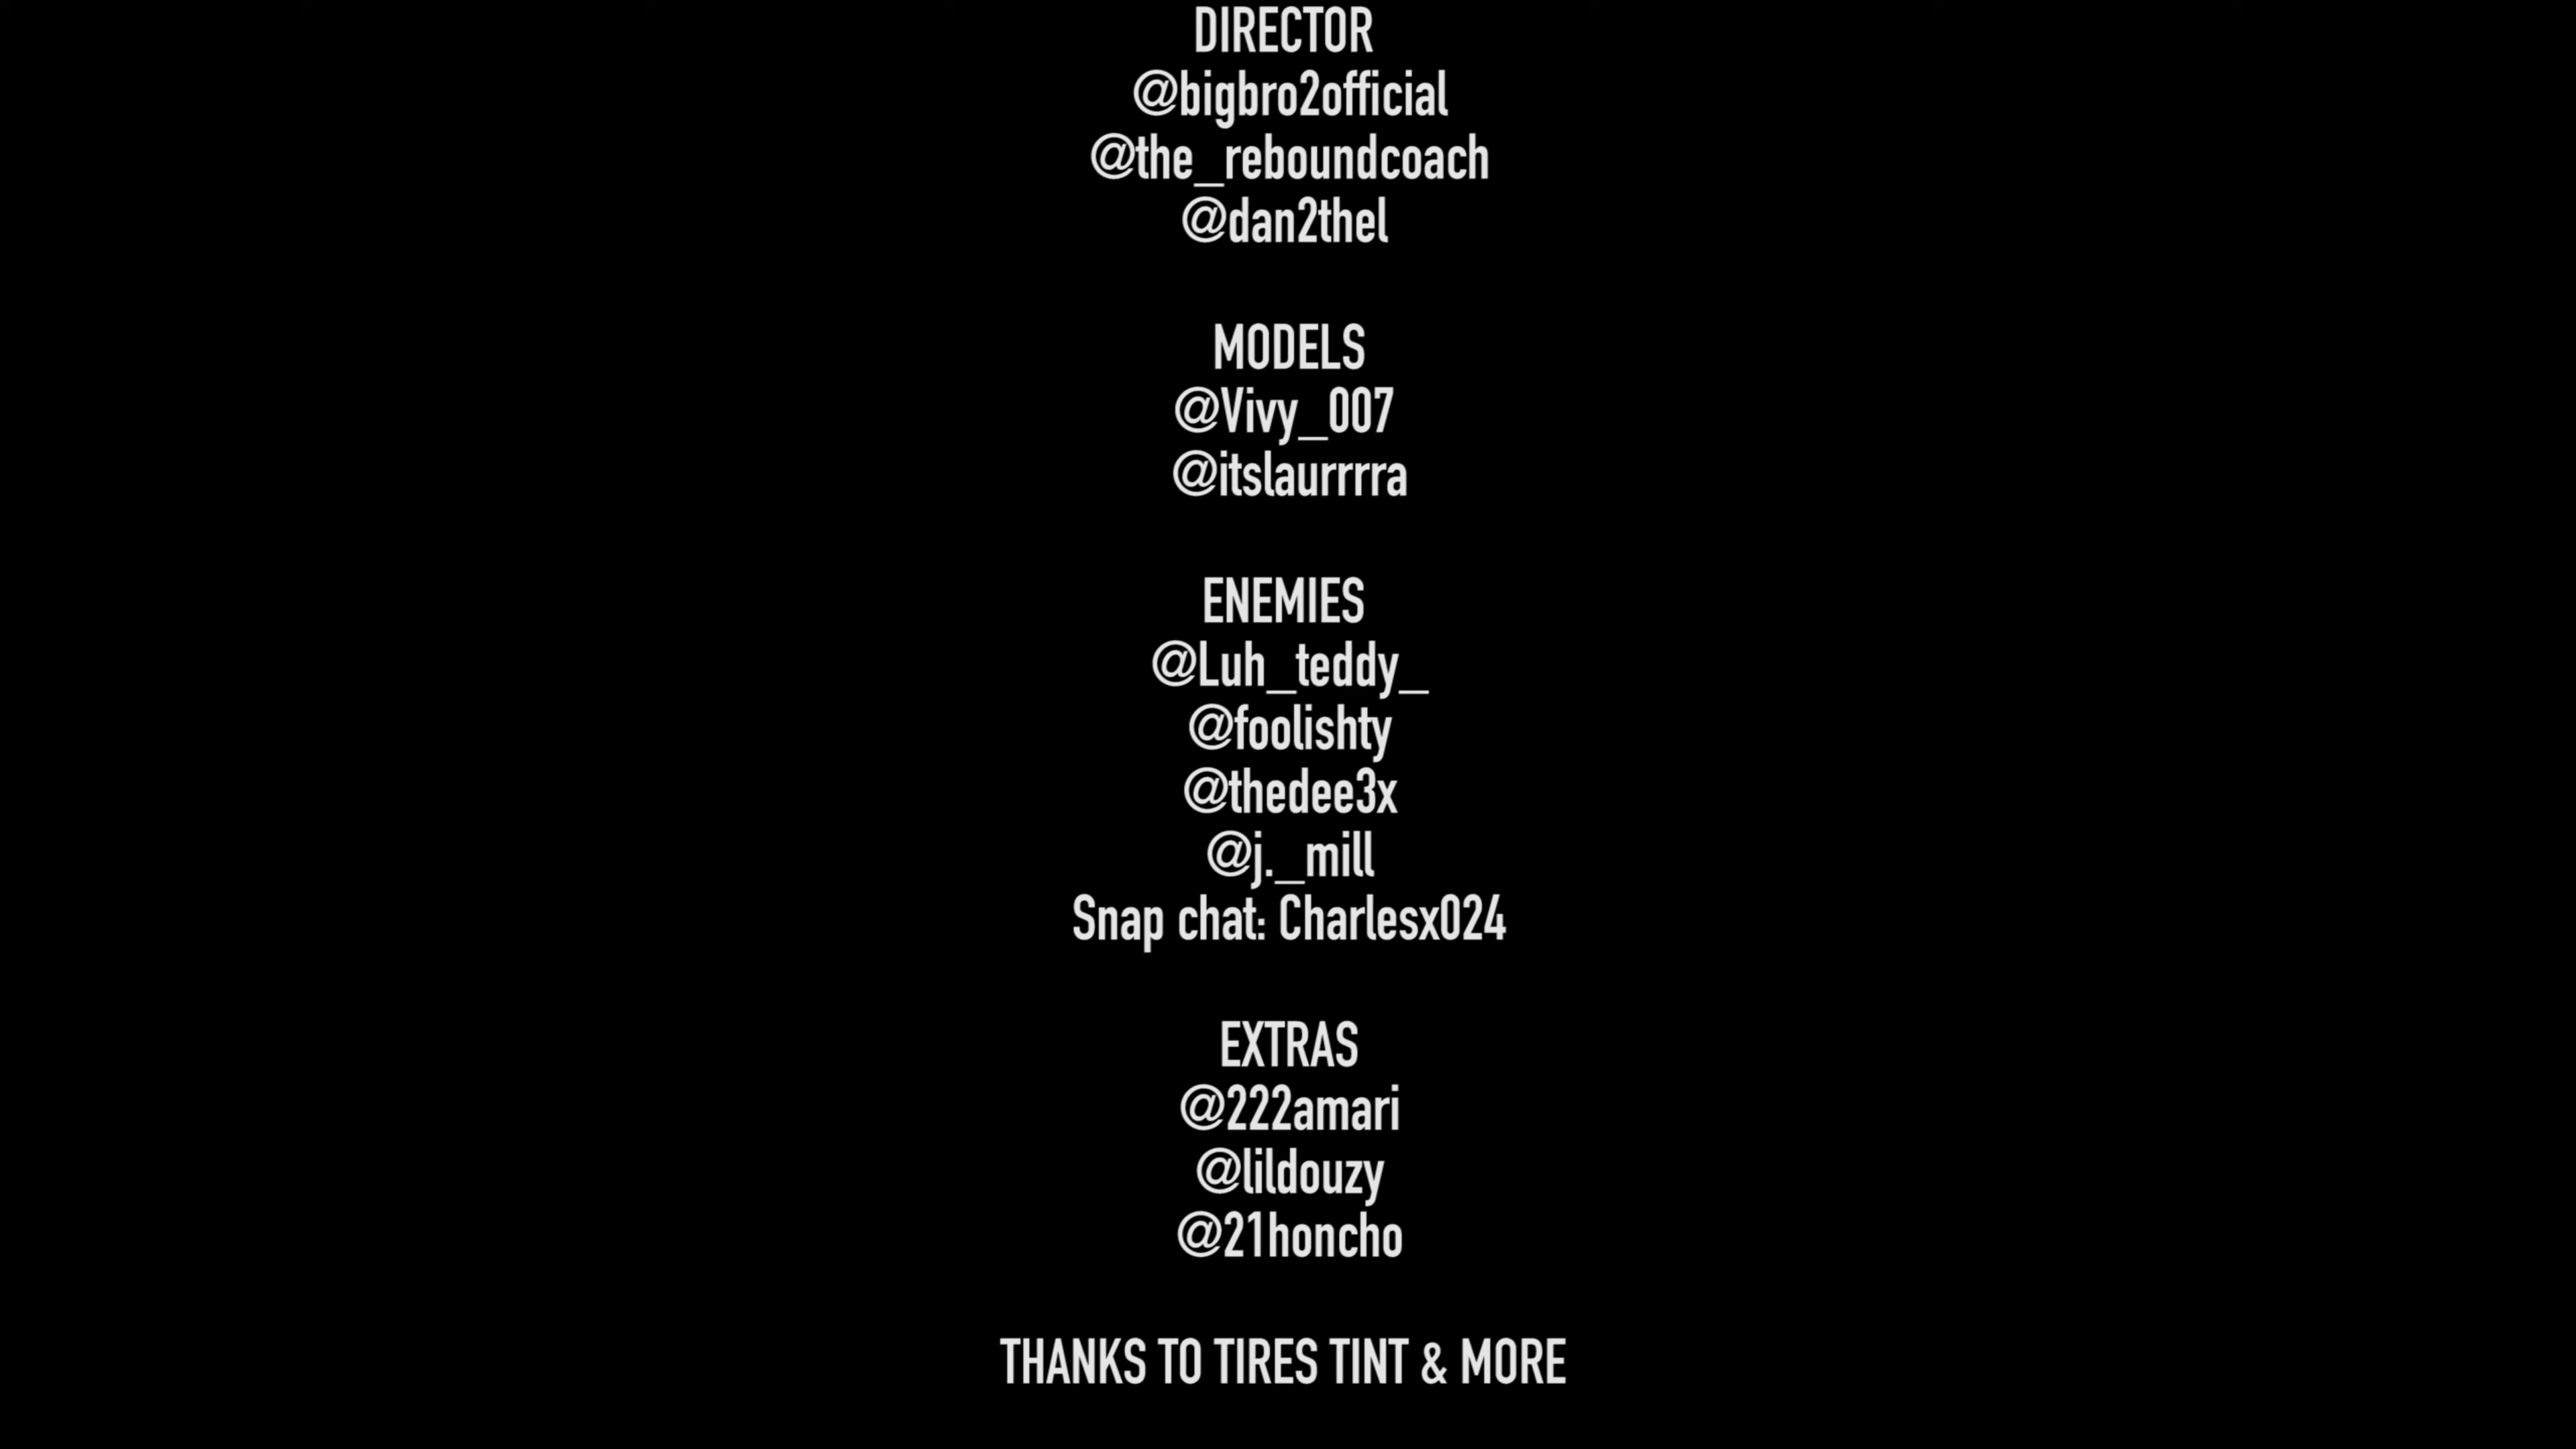 DIRECTOR
@bigbro2official
@the_reboundcoach
@dan2thel
MODELS
@Vivy_007
@itslaurrrra
ENEMIES
@Luh_teddy_
@foolishty
@thedee3x
@j._mill
Snap chat: Charlesx024
EXTRAS
@222amari
@lildouzy
@21honcho
THANKS TO TIRES TINT & MORE